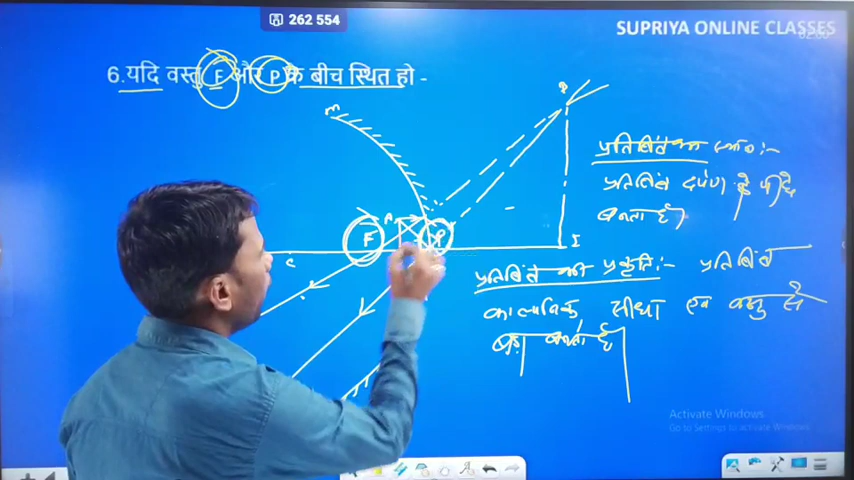 262 554
SUPRIYA ONLINE CLASSES
6.यदि वस्तु F और P के बीच स्थित हो -
M
A
F
P
C
I
प्रतिबिंब का स्थान :-
प्रतिबिंब दर्पण के पीछे
बनता है
प्रतिबिंब की प्रकृति :- प्रतिबिंब
काल्पनिक, सीधा एवं वस्तु से
बड़ा बनता है
Activate Windows
Go to Settings to activate Windows.